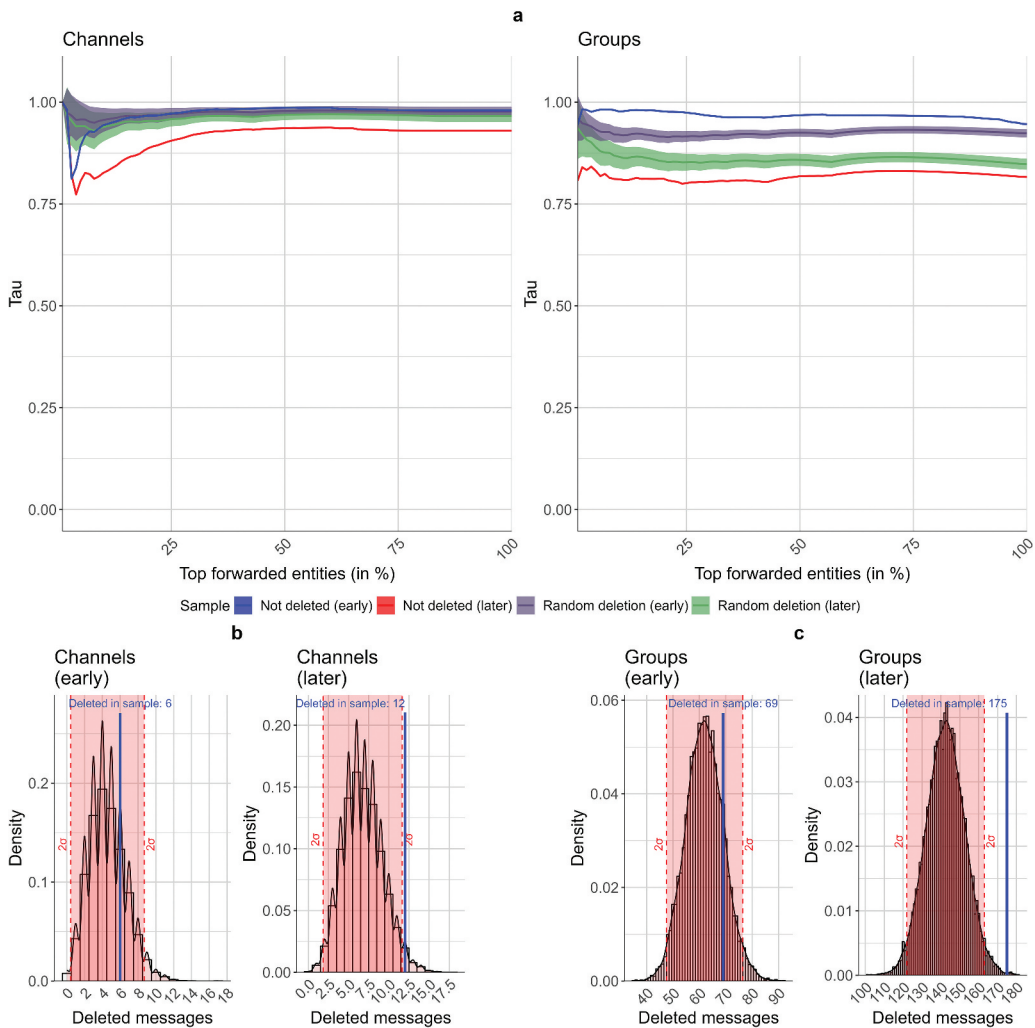 a
Channels
Groups
1.00
0.75
0.50
0.25
0.00
Tau
25
50
75
100
Top forwarded entities (in %)
1.00
0.75
0.50
0.25
0.00
Tau
25
50
75
100
Top forwarded entities (in %)
Sample
Not deleted (early)
Not deleted (later)
Random deletion (early)
Random deletion (later)
b
Channels
(early)
Deleted in sample: 6
2σ
2σ
0.2
0.1
0.0
Density
0
2
4
6
8
10
12
14
16
18
Deleted messages
Channels
(later)
Deleted in sample: 12
2σ
2σ
0.20
0.15
0.10
0.05
0.00
Density
0.0
2.5
5.0
7.5
10.0
12.5
15.0
17.5
Deleted messages
c
Groups
(early)
Deleted in sample: 69
2σ
2σ
0.06
0.04
0.02
0.00
Density
40
50
60
70
80
90
Deleted messages
Groups
(later)
Deleted in sample: 175
2σ
2σ
0.04
0.03
0.02
0.01
0.00
Density
100
110
120
130
140
150
160
170
180
Deleted messages